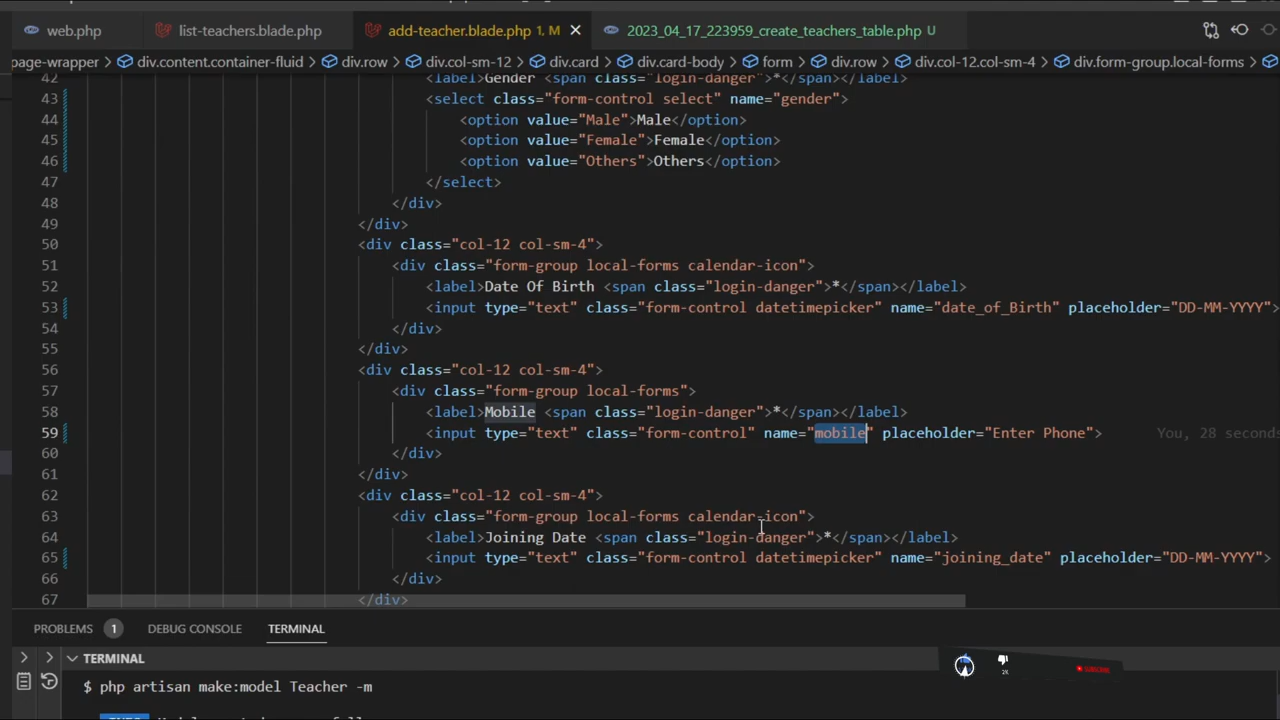 web.php list-teachers.blade.php add-teacher.blade.php 1, M 2023_04_17_223959_create_teachers_table.php U
page-wrapper > div.content.container-fluid > div.row > div.col-sm-12 > div.card > div.card-body > form > div.row > div.col-12.col-sm-4 > div.form-group.local-forms >
42 <label>Gender <span class="login-danger">*</span></label>
43 <select class="form-control select" name="gender">
44 <option value="Male">Male</option>
45 <option value="Female">Female</option>
46 <option value="Others">Others</option>
47 </select>
48 </div>
49 </div>
50 <div class="col-12 col-sm-4">
51 <div class="form-group local-forms calendar-icon">
52 <label>Date Of Birth <span class="login-danger">*</span></label>
53 <input type="text" class="form-control datetimepicker" name="date_of_Birth" placeholder="DD-MM-YYYY">
54 </div>
55 </div>
56 <div class="col-12 col-sm-4">
57 <div class="form-group local-forms">
58 <label>Mobile <span class="login-danger">*</span></label>
59 <input type="text" class="form-control" name="mobile" placeholder="Enter Phone"> You, 28 seconds
60 </div>
61 </div>
62 <div class="col-12 col-sm-4">
63 <div class="form-group local-forms calendar-icon">
64 <label>Joining Date <span class="login-danger">*</span></label>
65 <input type="text" class="form-control datetimepicker" name="joining_date" placeholder="DD-MM-YYYY">
66 </div>
67 </div>
PROBLEMS 1 DEBUG CONSOLE TERMINAL
TERMINAL
$ php artisan make:model Teacher -m